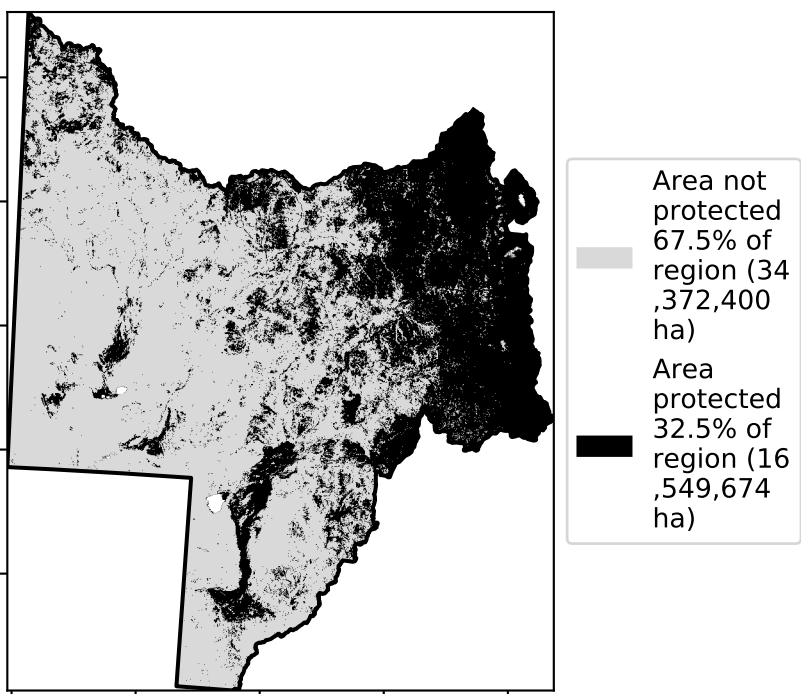 Area not
protected
67.5% of
region (34
,372,400
ha)
Area
protected
32.5% of
region (16
,549,674
ha)